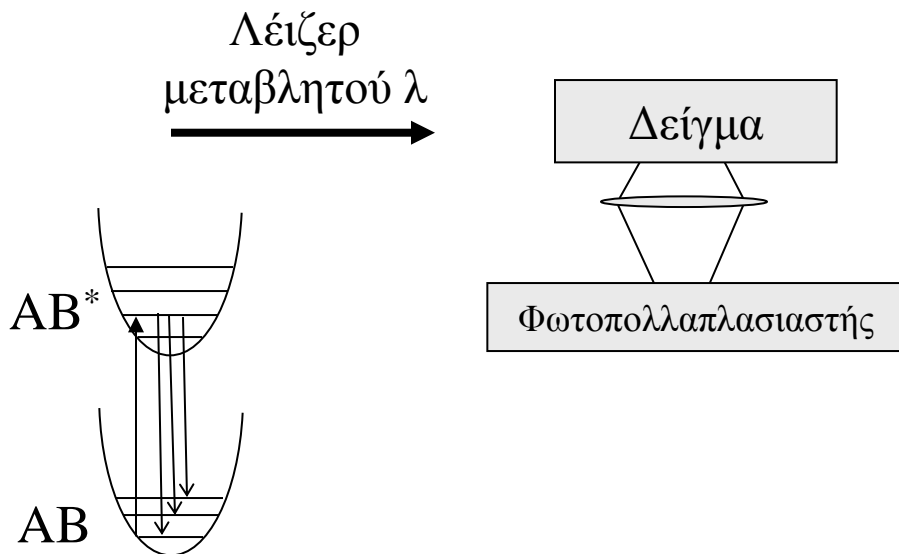 Λέιζερ
μεταβλητού λ
Δείγμα
Φωτοπολλαπλασιαστής
AB*
AB